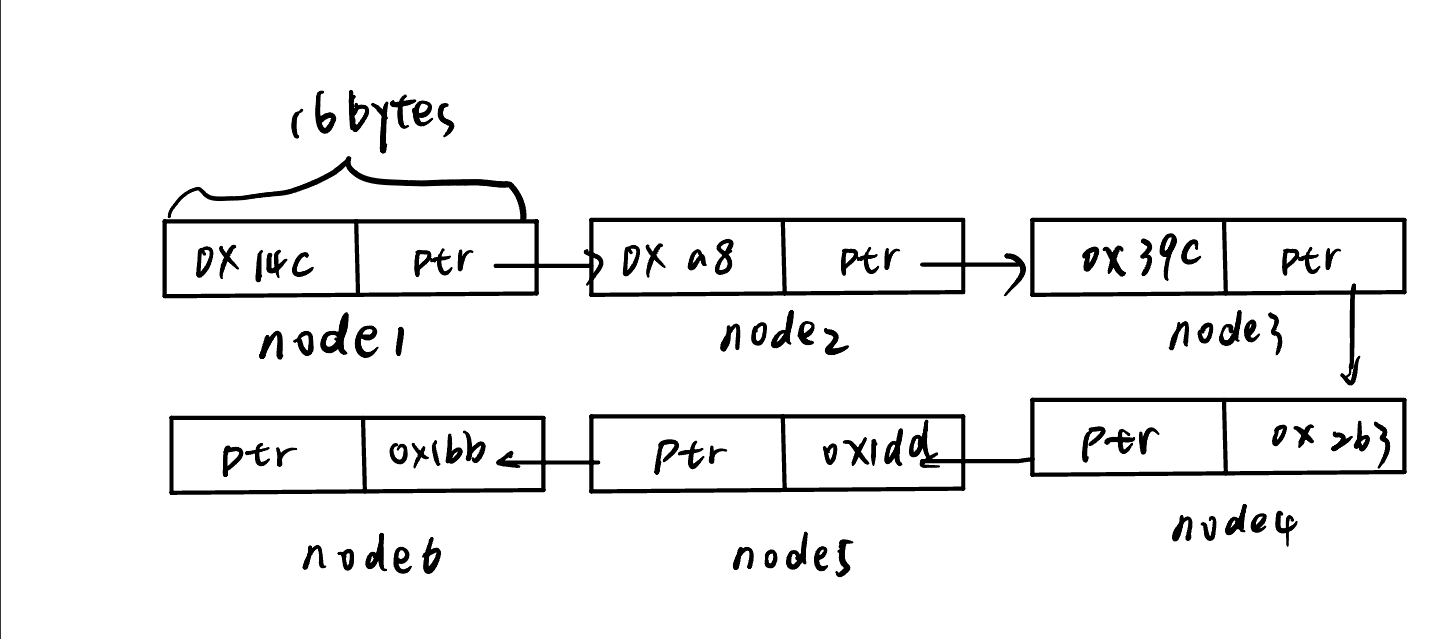 16bytes
0X 14c ptr 0X a8 ptr 0x 39c ptr
node1 node2 node3
ptr 0x1bb ptr 0x1dd ptr 0x 2b3
node6 node5 node4